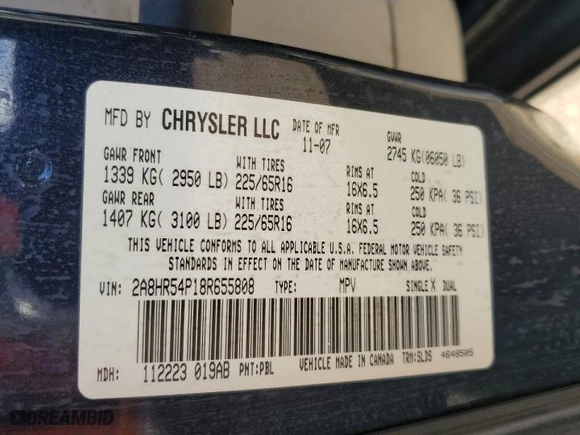 MFD BY CHRYSLER LLC DATE OF MFR 11-07 GVWR 2745 KG(06050 LB)
GAWR FRONT WITH TIRES RIMS AT COLD
1339 KG( 2950 LB) 225/65R16 16X6.5 250 KPA( 36 PSI)
GAWR REAR WITH TIRES RIMS AT COLD
1407 KG( 3100 LB) 225/65R16 16X6.5 250 KPA( 36 PSI)
THIS VEHICLE CONFORMS TO ALL APPLICABLE U.S.A. FEDERAL MOTOR VEHICLE SAFETY
STANDARDS IN EFFECT ON THE DATE OF MANUFACTURE SHOWN ABOVE.
VIN: 2A8HR54P18R655808 TYPE: MPV SINGLE X DUAL
MDH: 112223 019AB PNT:PBL VEHICLE MADE IN CANADA TRM:SLDS 4648505
DREAMBID